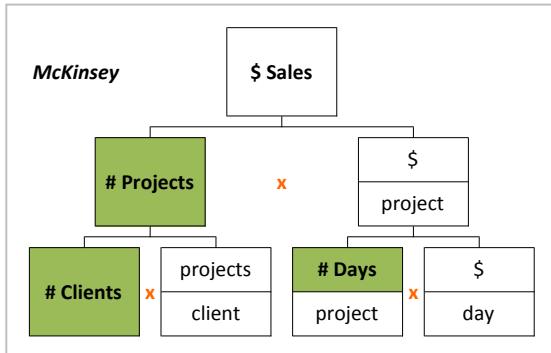 McKinsey
$ Sales
# Projects
x
$
project
# Clients
x
projects
client
# Days
project
x
$
day